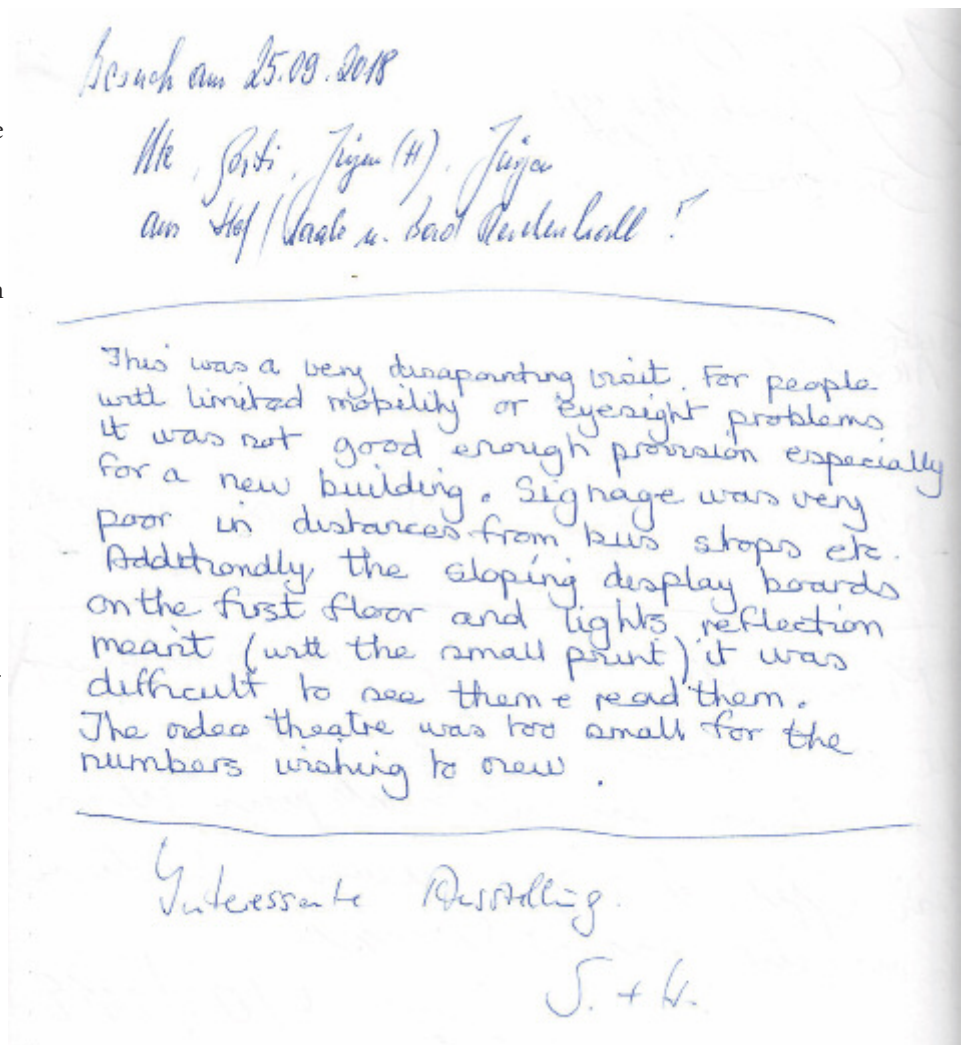 Besuch am 25.09.2018
Ute, Jürgen (H), Jürgen
aus Hof/Saale u. Bad Reichenhall!
This was a very disapointing visit. For people
with limited mobility or eyesight problems
it was not good enough provision especially
for a new building. Signage was very
poor in distances from bus stops etc.
Additionally, the sloping display boards
on the first floor and lights reflection
meant (with the small print) it was
difficult to see them & read them.
The video theatre was too small for the
numbers wishing to view.
Interessante Ausstellung.
S. + W.